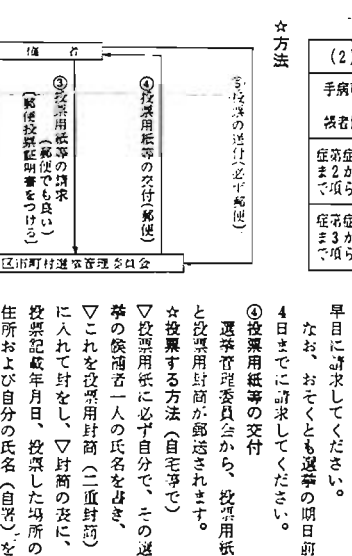 早目に請求してください。
なお、おそくとも選挙の期日前
4日までに請求してください。
④投票用紙等の交付
選挙管理委員会から、投票用紙
と投票用封筒が郵送されます。
☆投票する方法(自宅等で)
▽投票用紙に必ず自分で、その選
挙の候補者一人の氏名を書き、
▽これを投票用封筒(二重封筒)
に入れて封をし、▽封筒の表に、
投票記載年月日、投票した場所の
住所および自分の氏名(自署)を
(2)
☆方法
⑤投票の送付(必ず郵便)
④投票用紙等の交付(郵便)
③投票用紙等の請求
(郵便でも良い)
(郵便投票証明書をつける)
区市町村選挙管理委員会